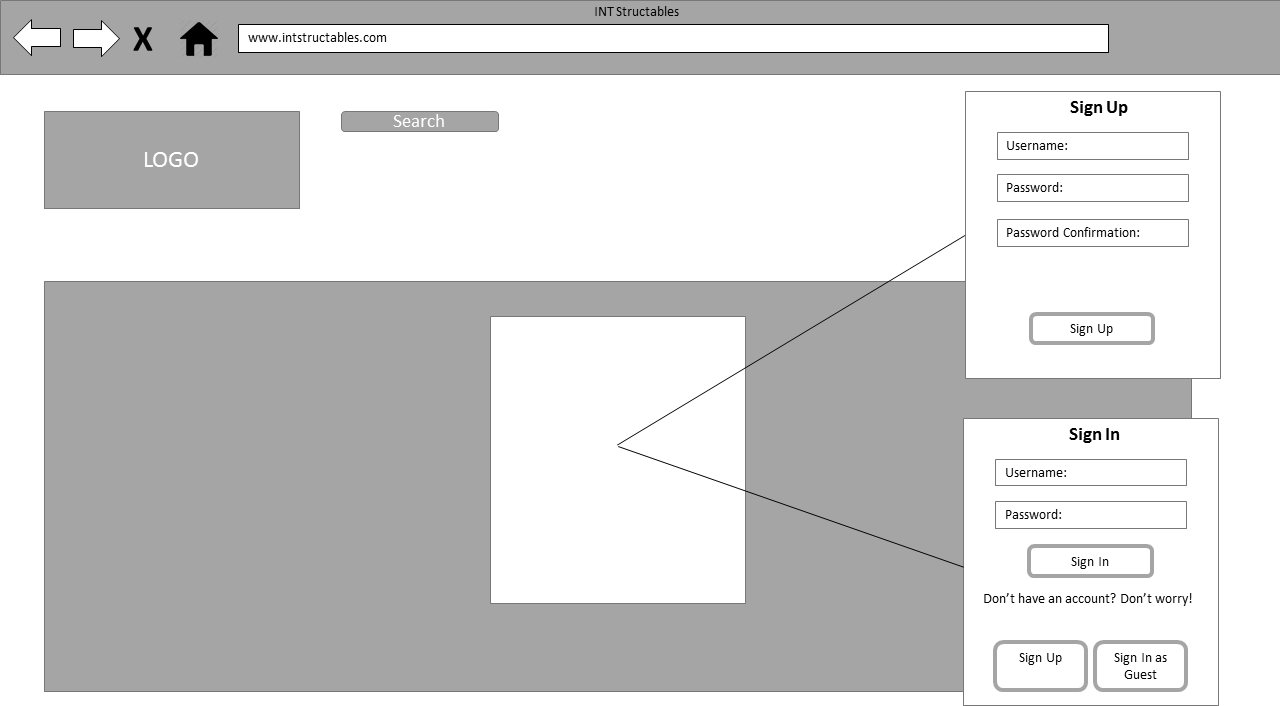 INT Structables
X
www.intstructables.com
LOGO
Search
Sign Up
Username:
Password:
Password Confirmation:
Sign Up
Sign In
Username:
Password:
Sign In
Don’t have an account? Don’t worry!
Sign Up
Sign In as
Guest